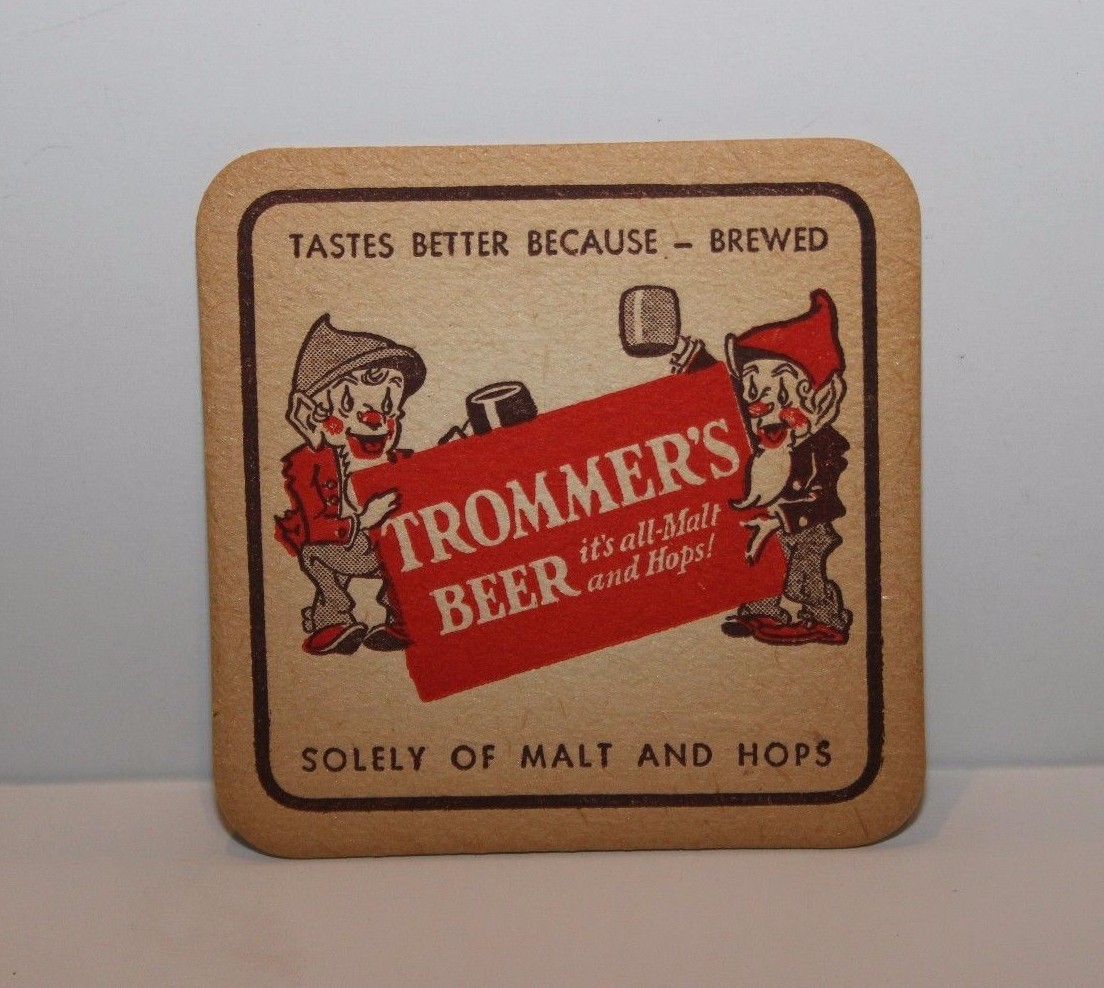 TASTES BETTER BECAUSE – BREWED
TROMMER'S
BEER it's all-Malt
and Hops!
SOLELY OF MALT AND HOPS